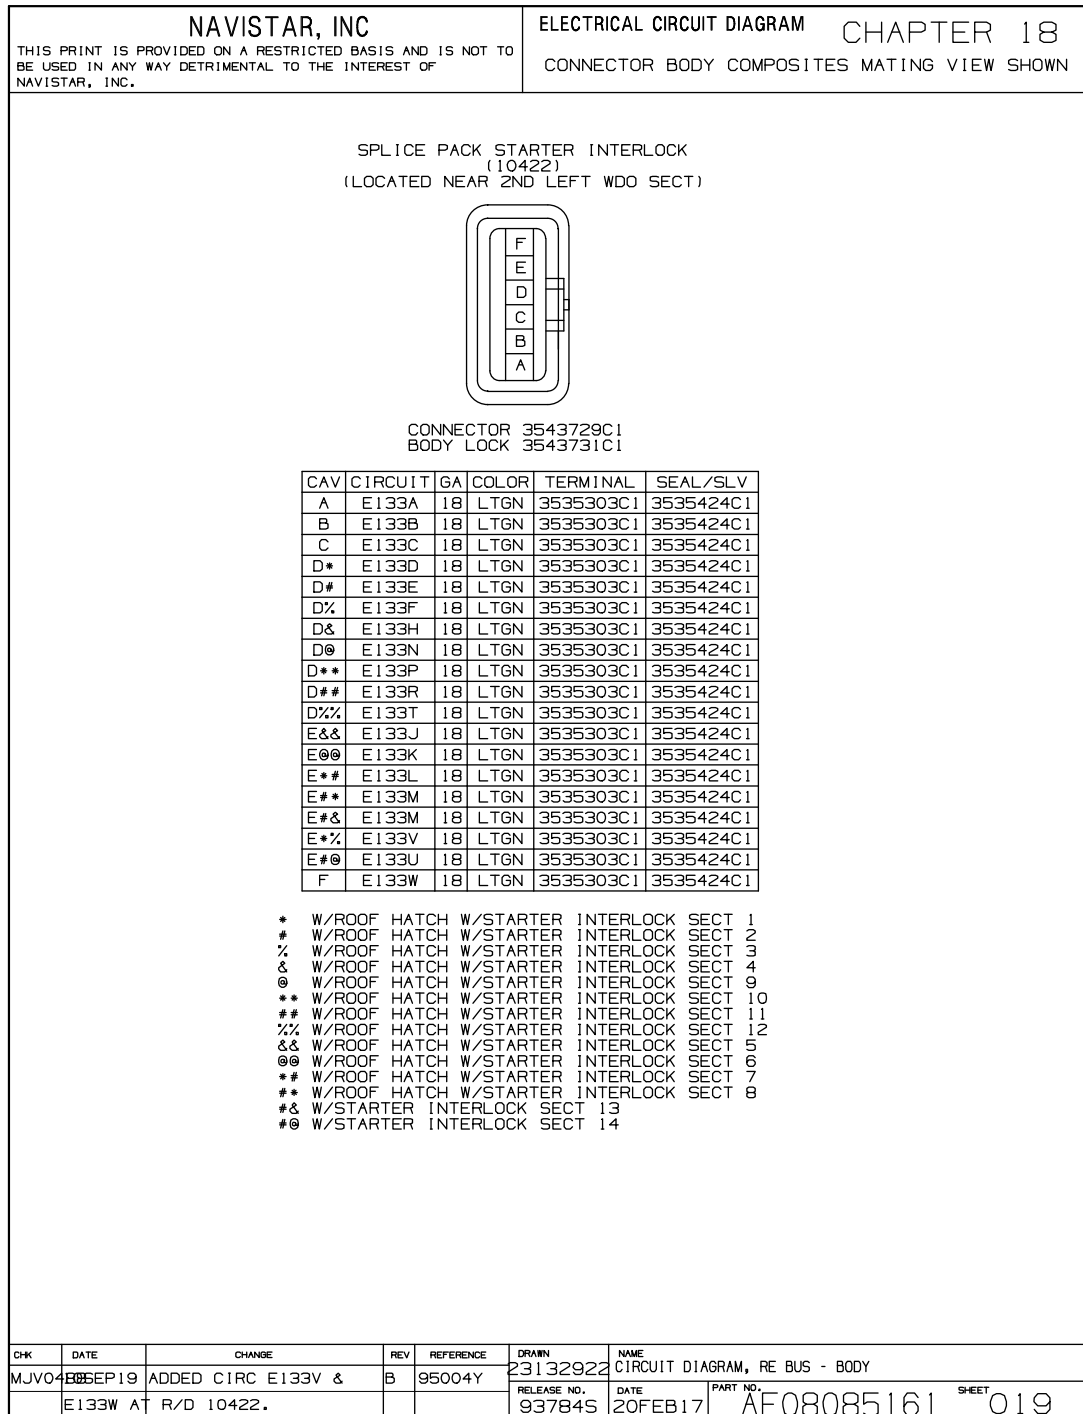 NAVISTAR, INC
THIS PRINT IS PROVIDED ON A RESTRICTED BASIS AND IS NOT TO
BE USED IN ANY WAY DETRIMENTAL TO THE INTEREST OF
NAVISTAR, INC.
ELECTRICAL CIRCUIT DIAGRAM CHAPTER 18
CONNECTOR BODY COMPOSITES MATING VIEW SHOWN
SPLICE PACK STARTER INTERLOCK
(10422)
(LOCATED NEAR 2ND LEFT WDO SECT)
F
E
D
C
B
A
CONNECTOR 3543729C1
BODY LOCK 3543731C1
CAV CIRCUIT GA COLOR TERMINAL SEAL/SLV
A E133A 18 LTGN 3535303C1 3535424C1
B E133B 18 LTGN 3535303C1 3535424C1
C E133C 18 LTGN 3535303C1 3535424C1
D* E133D 18 LTGN 3535303C1 3535424C1
D# E133E 18 LTGN 3535303C1 3535424C1
D% E133F 18 LTGN 3535303C1 3535424C1
D& E133H 18 LTGN 3535303C1 3535424C1
D@ E133N 18 LTGN 3535303C1 3535424C1
D** E133P 18 LTGN 3535303C1 3535424C1
D## E133R 18 LTGN 3535303C1 3535424C1
D%% E133T 18 LTGN 3535303C1 3535424C1
E&& E133J 18 LTGN 3535303C1 3535424C1
E@@ E133K 18 LTGN 3535303C1 3535424C1
E*# E133L 18 LTGN 3535303C1 3535424C1
E#* E133M 18 LTGN 3535303C1 3535424C1
E#& E133M 18 LTGN 3535303C1 3535424C1
E*% E133V 18 LTGN 3535303C1 3535424C1
E#@ E133U 18 LTGN 3535303C1 3535424C1
F E133W 18 LTGN 3535303C1 3535424C1
* W/ROOF HATCH W/STARTER INTERLOCK SECT 1
# W/ROOF HATCH W/STARTER INTERLOCK SECT 2
% W/ROOF HATCH W/STARTER INTERLOCK SECT 3
& W/ROOF HATCH W/STARTER INTERLOCK SECT 4
@ W/ROOF HATCH W/STARTER INTERLOCK SECT 9
** W/ROOF HATCH W/STARTER INTERLOCK SECT 10
## W/ROOF HATCH W/STARTER INTERLOCK SECT 11
%% W/ROOF HATCH W/STARTER INTERLOCK SECT 12
&& W/ROOF HATCH W/STARTER INTERLOCK SECT 5
@@ W/ROOF HATCH W/STARTER INTERLOCK SECT 6
*# W/ROOF HATCH W/STARTER INTERLOCK SECT 7
#* W/ROOF HATCH W/STARTER INTERLOCK SECT 8
#& W/STARTER INTERLOCK SECT 13
#@ W/STARTER INTERLOCK SECT 14
CHK DATE CHANGE REV REFERENCE
ADDED CIRC E133V & B 95004Y
E133W AT R/D 10422.
DRAWN
23132922
NAME
CIRCUIT DIAGRAM, RE BUS - BODY
RELEASE NO.
93784S
DATE
20FEB17
PART NO.
AF08085161
SHEET
019